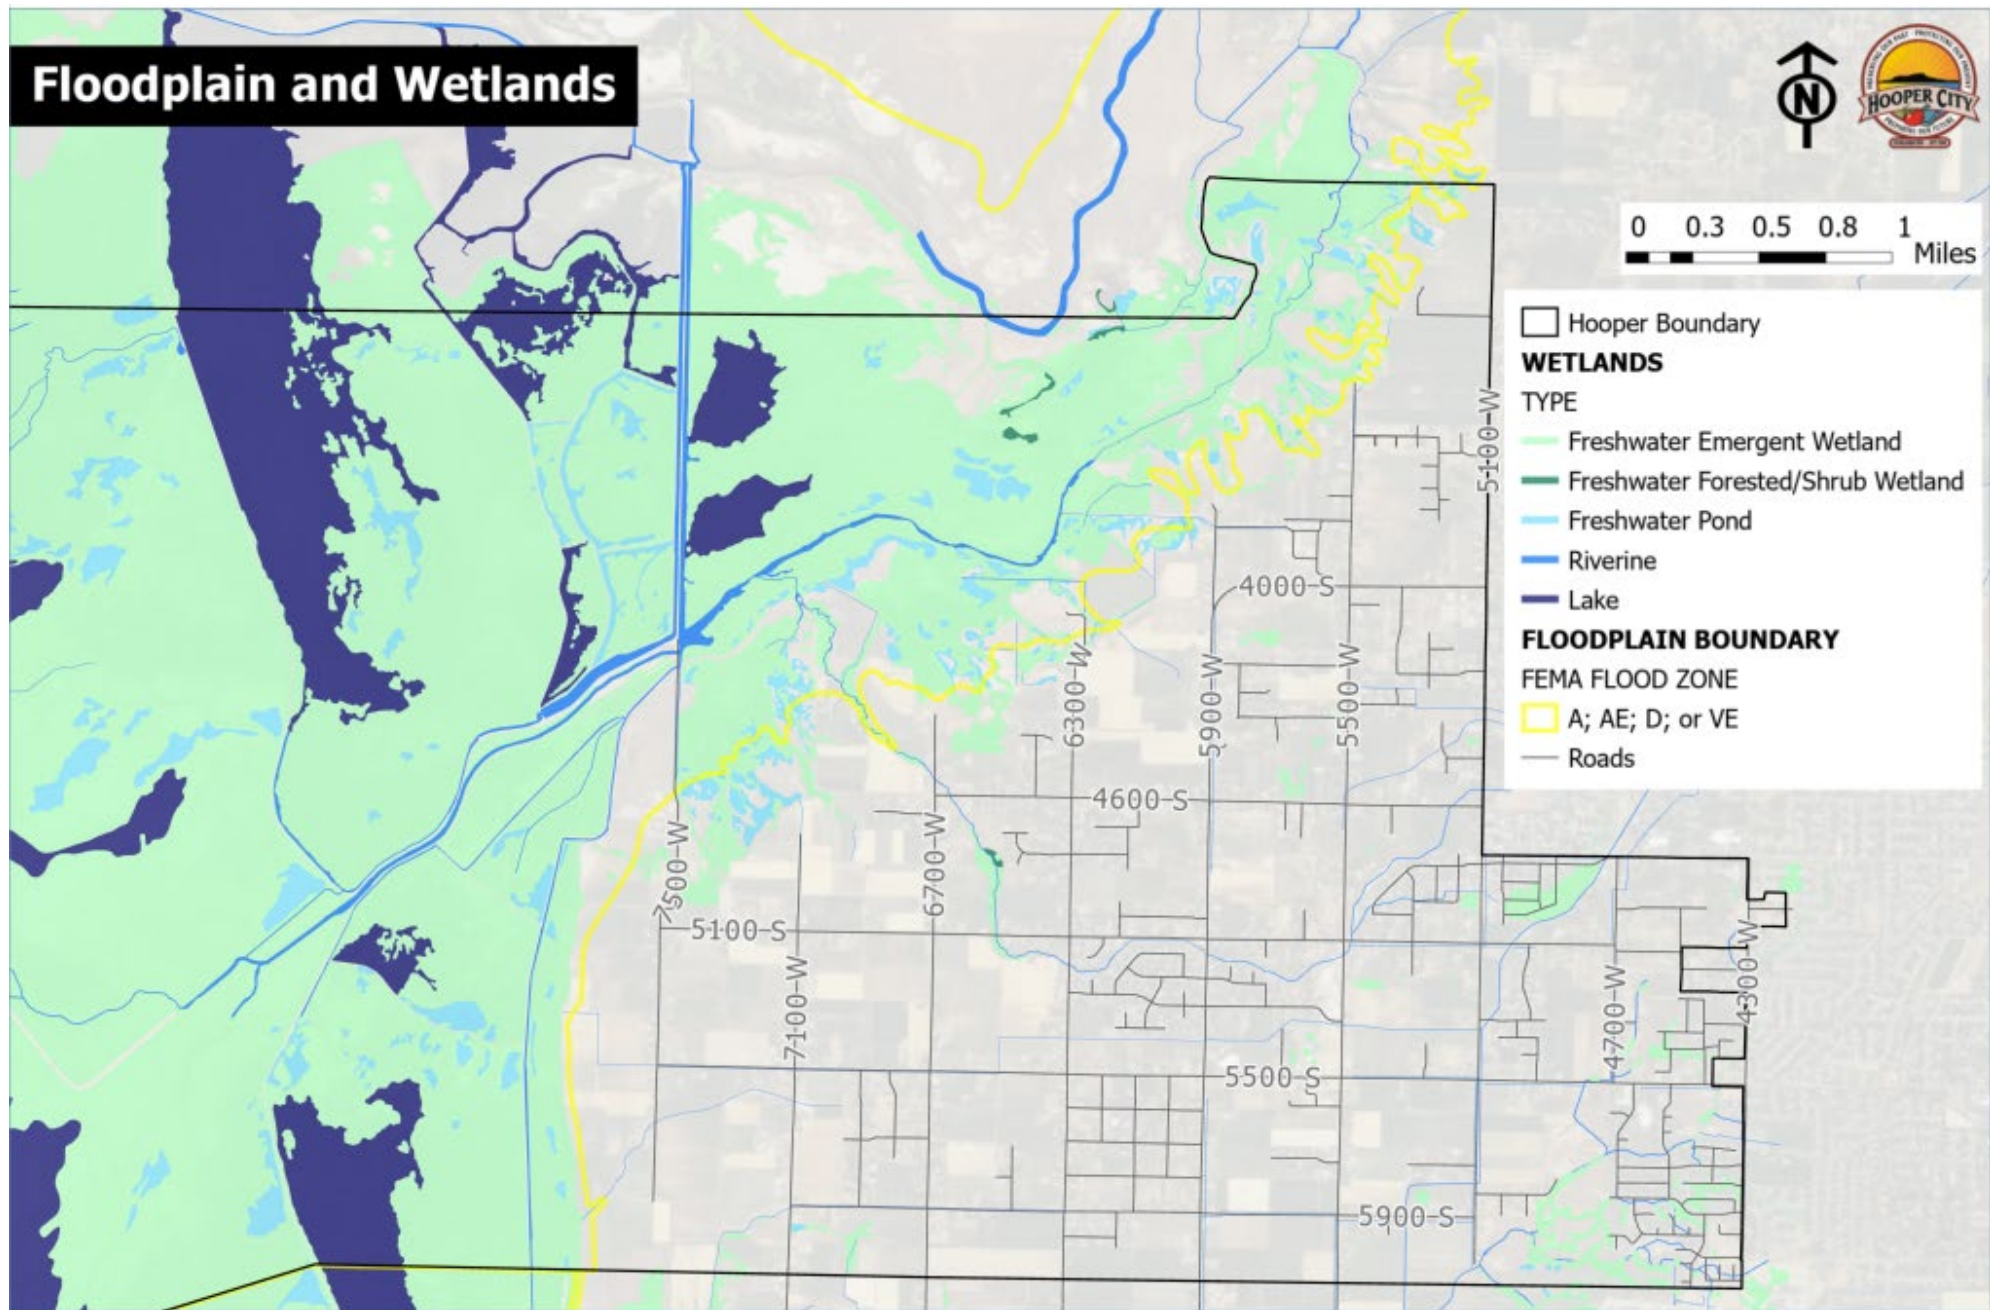 Floodplain and Wetlands
N
HOOPER CITY
0 0.3 0.5 0.8 1
Miles
Hooper Boundary
WETLANDS
TYPE
Freshwater Emergent Wetland
Freshwater Forested/Shrub Wetland
Freshwater Pond
Riverine
Lake
FLOODPLAIN BOUNDARY
FEMA FLOOD ZONE
A; AE; D; or VE
Roads
5100 W
4000 S
6300 W
5900 W
5500 W
4600 S
7500 W
6700 W
5100 S
7100 W
4300 W
4700 W
5500 S
5900 S